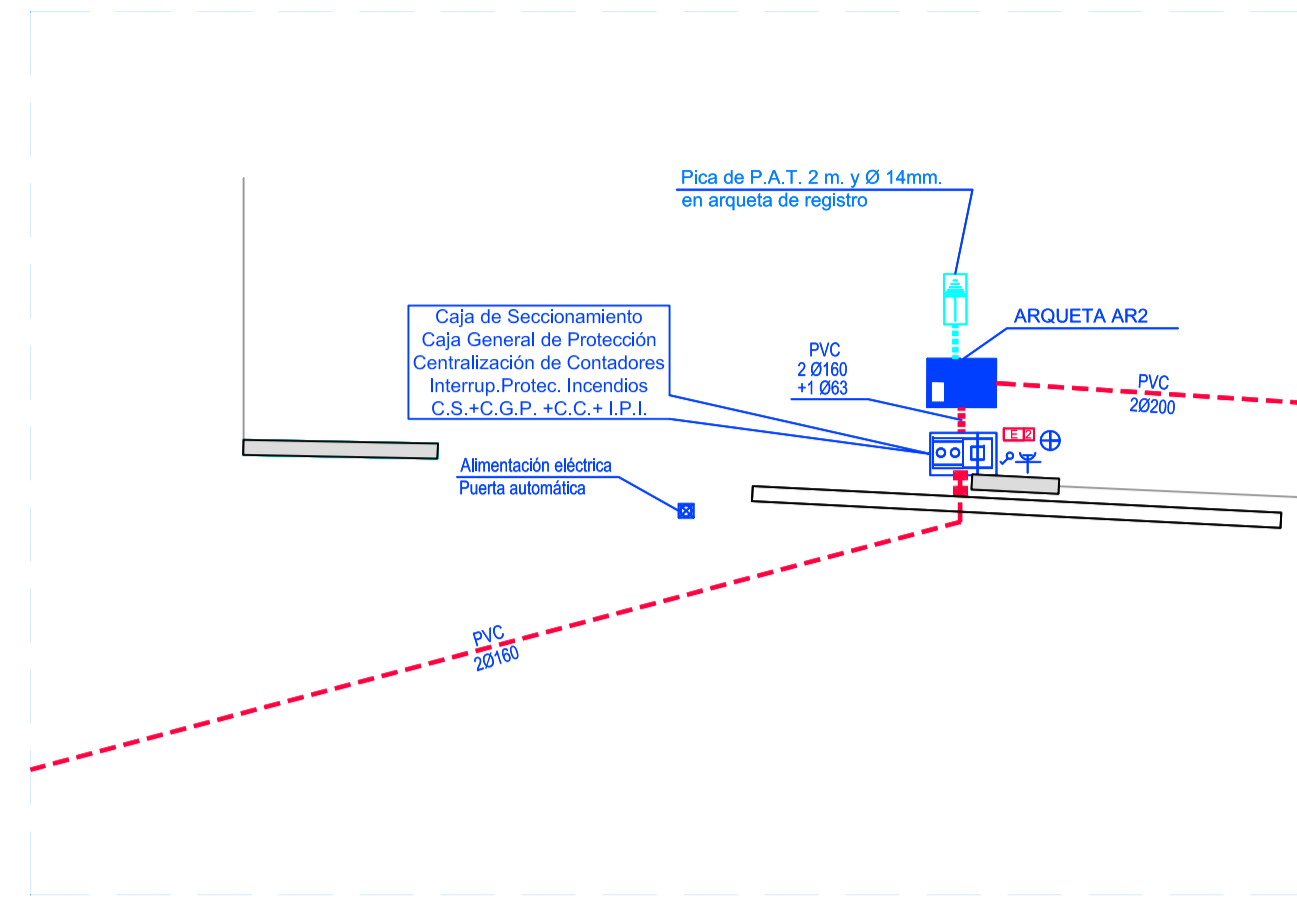 Pica de P.A.T. 2 m. y Ø 14mm.
en arqueta de registro
Caja de Seccionamiento
Caja General de Protección
Centralización de Contadores
Interrup.Protec. Incendios
C.S.+C.G.P. +C.C.+ I.P.I.
ARQUETA AR2
PVC
2 Ø160
+1 Ø63
PVC
2Ø200
E 2
Alimentación eléctrica
Puerta automática
PVC
2Ø160